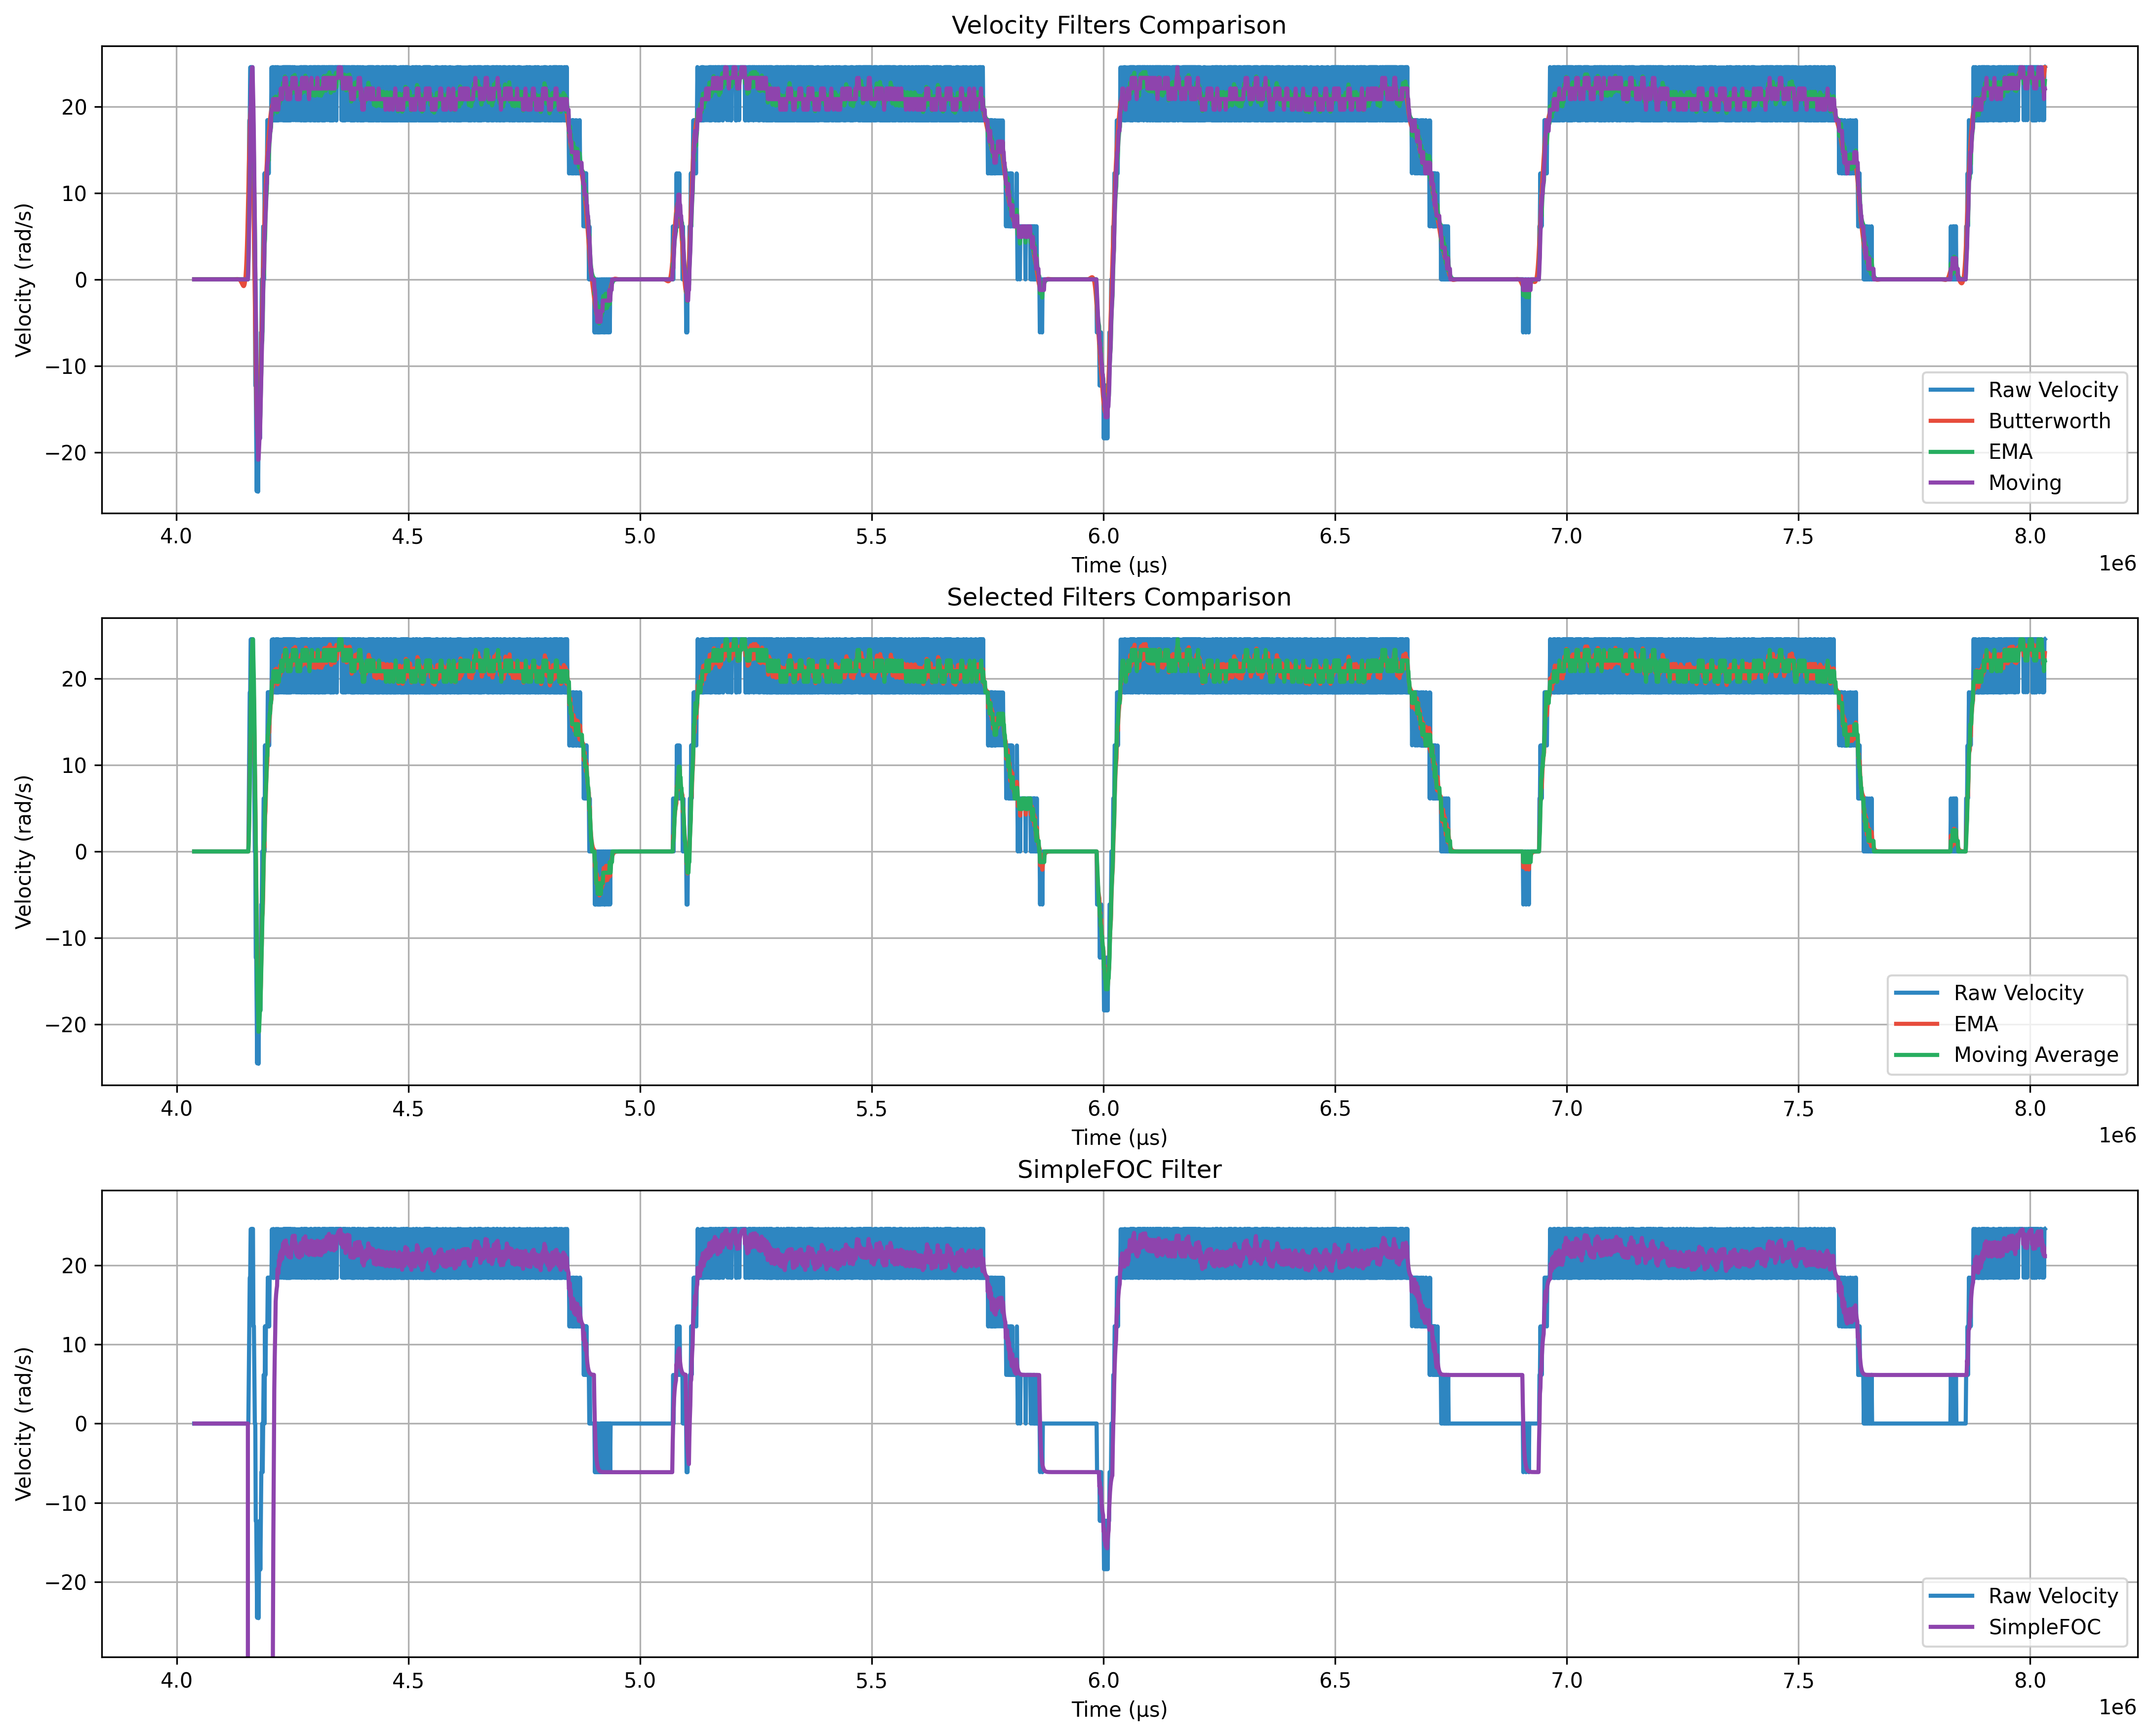 Velocity Filters Comparison
Velocity (rad/s)
20
10
0
−10
−20
Raw Velocity
Butterworth
EMA
Moving
4.0 4.5 5.0 5.5 6.0 6.5 7.0 7.5 8.0
Time (µs)
1e6
Selected Filters Comparison
Velocity (rad/s)
20
10
0
−10
−20
Raw Velocity
EMA
Moving Average
4.0 4.5 5.0 5.5 6.0 6.5 7.0 7.5 8.0
Time (µs)
1e6
SimpleFOC Filter
Velocity (rad/s)
20
10
0
−10
−20
Raw Velocity
SimpleFOC
4.0 4.5 5.0 5.5 6.0 6.5 7.0 7.5 8.0
Time (µs)
1e6